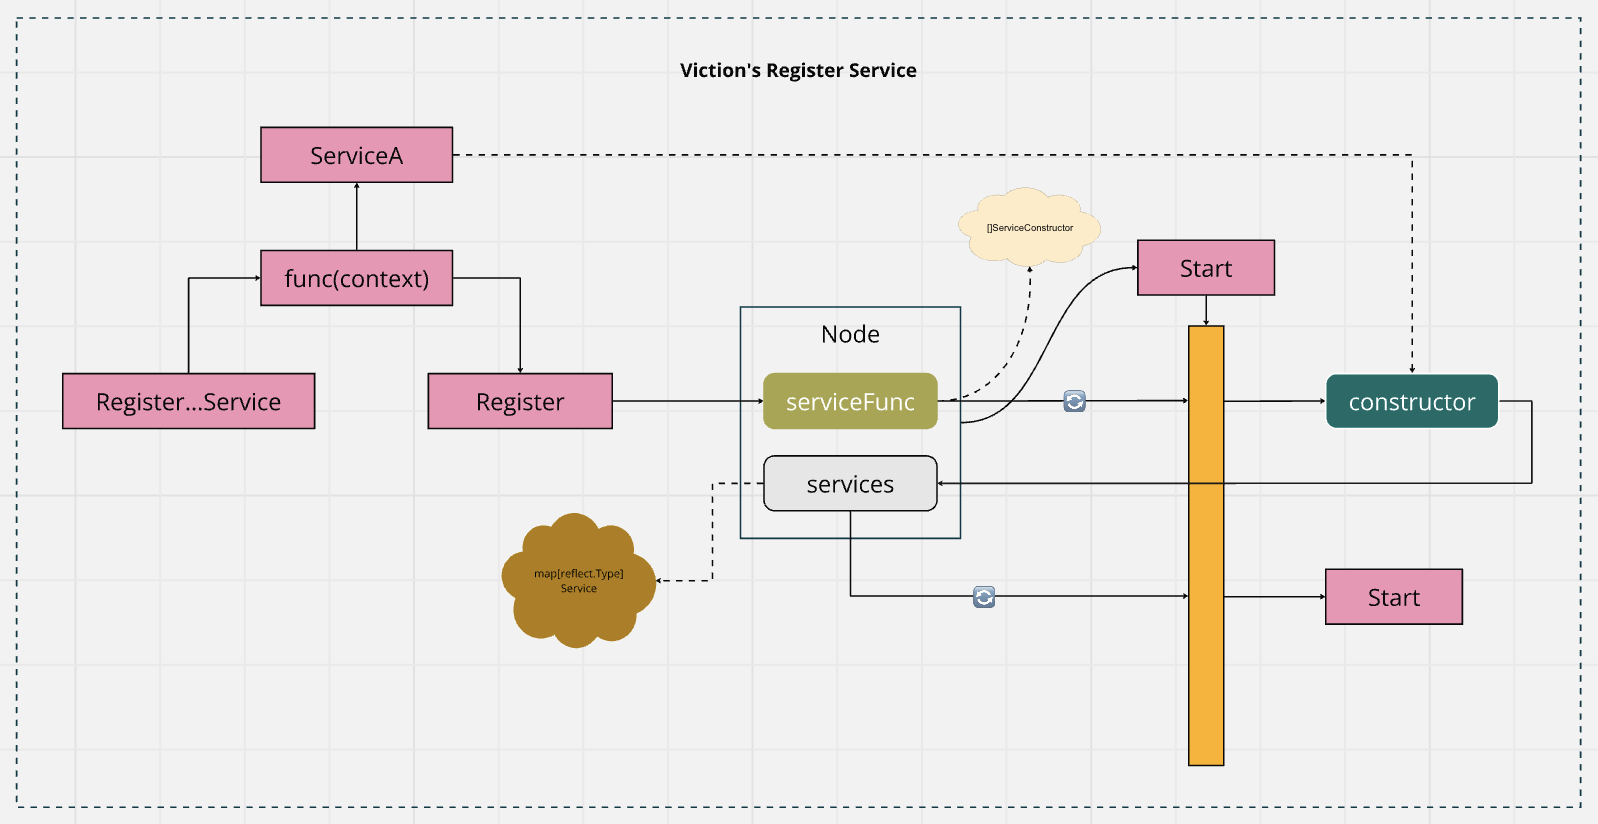 Viction's Register Service
ServiceA
[]ServiceConstructor
func(context)
Start
Node
Register...Service
Register
serviceFunc
constructor
services
map[reflect.Type]
Service
Start